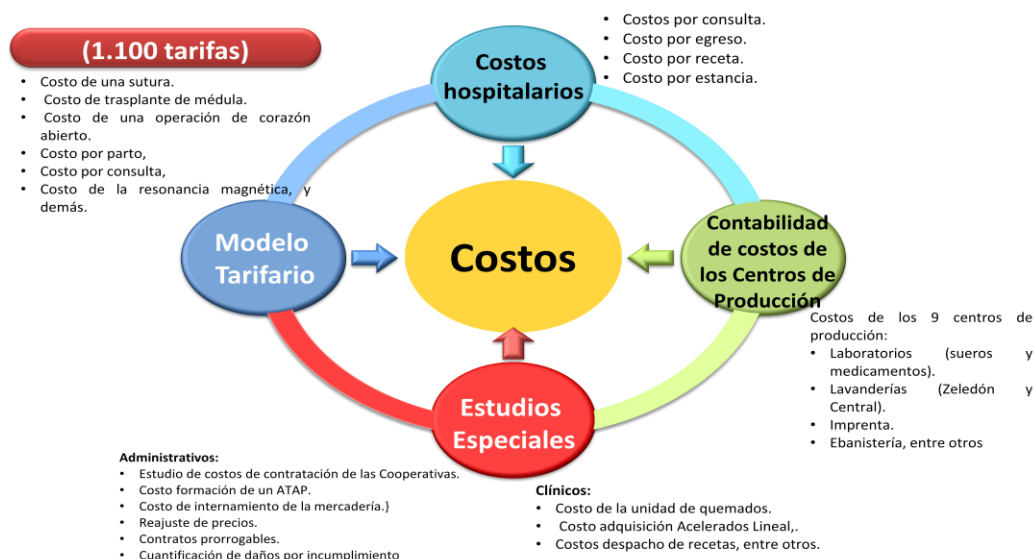 (1.100 tarifas)
• Costo de una sutura.
• Costo de trasplante de médula.
• Costo de una operación de corazón
abierto.
• Costo por parto,
• Costo por consulta,
• Costo de la resonancia magnética, y
demás.
Costos
hospitalarios
• Costos por consulta.
• Costo por egreso.
• Costo por receta.
• Costo por estancia.
Modelo
Tarifario
Costos
Contabilidad
de costos de
los Centros de
Producción
Costos de los 9 centros de
producción:
• Laboratorios (sueros y
medicamentos).
• Lavanderías (Zeledón y
Central).
• Imprenta.
• Ebanistería, entre otros
Estudios
Especiales
Administrativos:
• Estudio de costos de contratación de las Cooperativas.
• Costo formación de un ATAP.
• Costo de internamiento de la mercadería.}
• Reajuste de precios.
• Contratos prorrogables.
• Cuantificación de daños por incumplimiento
Clínicos:
• Costo de la unidad de quemados.
• Costo adquisición Acelerados Lineal,.
• Costos despacho de recetas, entre otros.